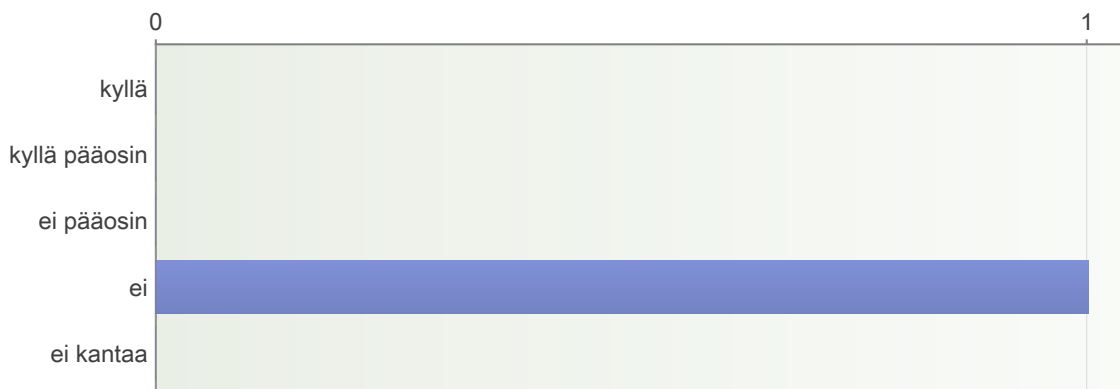 0 1
kyllä
kyllä pääosin
ei pääosin
ei
ei kantaa